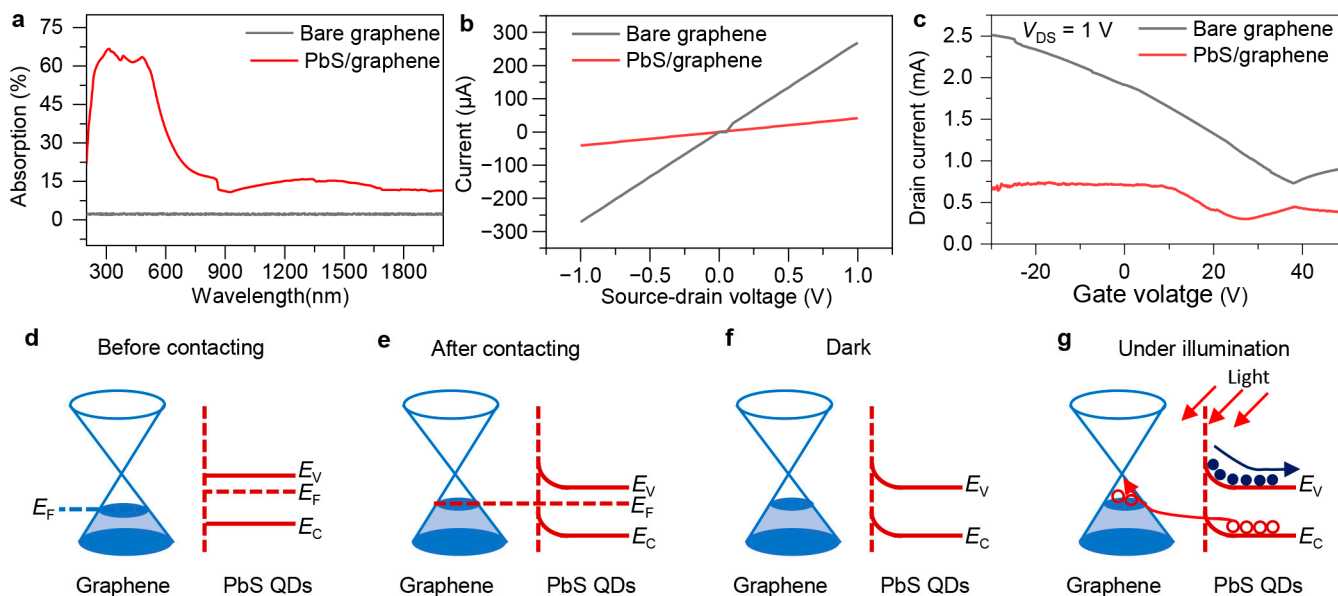 a
Bare graphene
PbS/graphene
75
60
45
30
15
0
Absorption (%)
300 600 900 1200 1500 1800
Wavelength(nm)
b
Bare graphene
PbS/graphene
300
200
100
0
−100
−200
−300
Current (μA)
−1.0 −0.5 0.0 0.5 1.0
Source-drain voltage (V)
c
V_DS = 1 V
Bare graphene
PbS/graphene
2.5
2.0
1.5
1.0
0.5
0.0
Drain current (mA)
-20 0 20 40
Gate volatge (V)
d
Before contacting
E_F
E_V
E_F
E_C
Graphene PbS QDs
e
After contacting
E_V
E_F
E_C
Graphene PbS QDs
f
Dark
E_V
E_C
Graphene PbS QDs
g
Under illumination
Light
E_V
E_C
Graphene PbS QDs